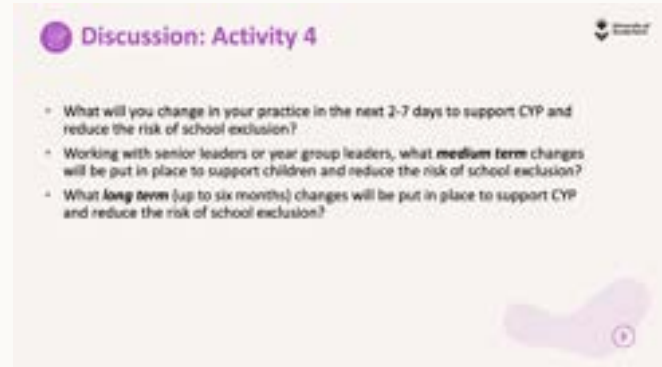 Discussion: Activity 4
• What will you change in your practice in the next 2-7 days to support CYP and
reduce the risk of school exclusion?
• Working with senior leaders or year group leaders, what medium term changes
will be put in place to support children and reduce the risk of school exclusion?
• What long term (up to six months) changes will be put in place to support CYP
and reduce the risk of school exclusion?